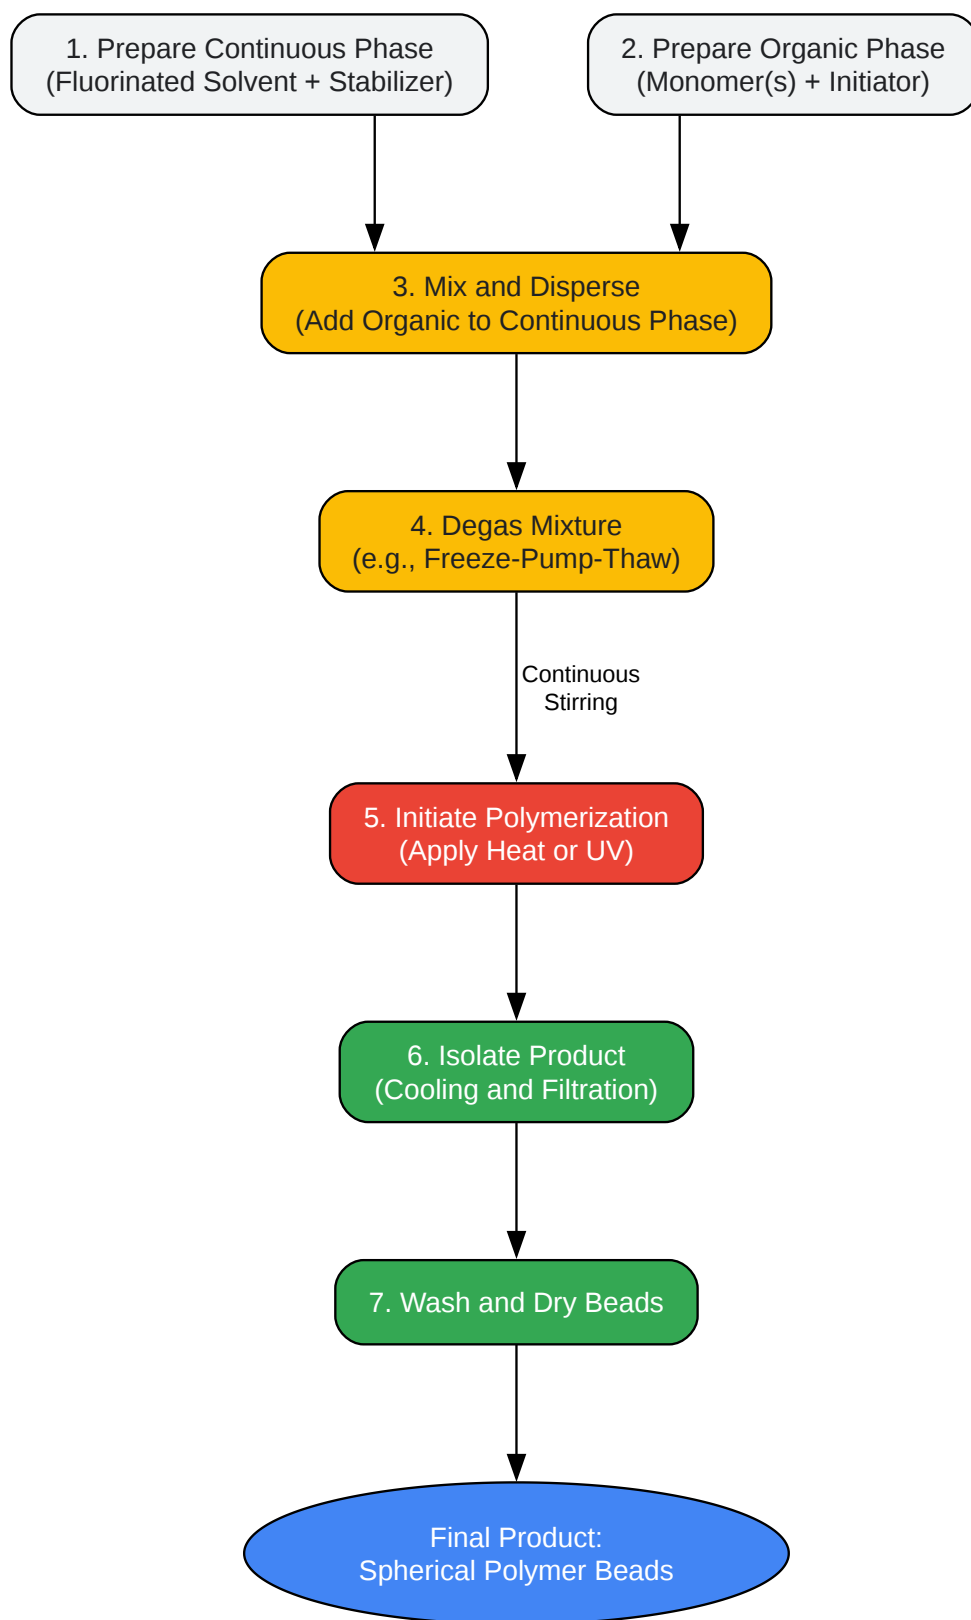 1. Prepare Continuous Phase
(Fluorinated Solvent + Stabilizer)
2. Prepare Organic Phase
(Monomer(s) + Initiator)
3. Mix and Disperse
(Add Organic to Continuous Phase)
4. Degas Mixture
(e.g., Freeze-Pump-Thaw)
Continuous
Stirring
5. Initiate Polymerization
(Apply Heat or UV)
6. Isolate Product
(Cooling and Filtration)
7. Wash and Dry Beads
Final Product:
Spherical Polymer Beads